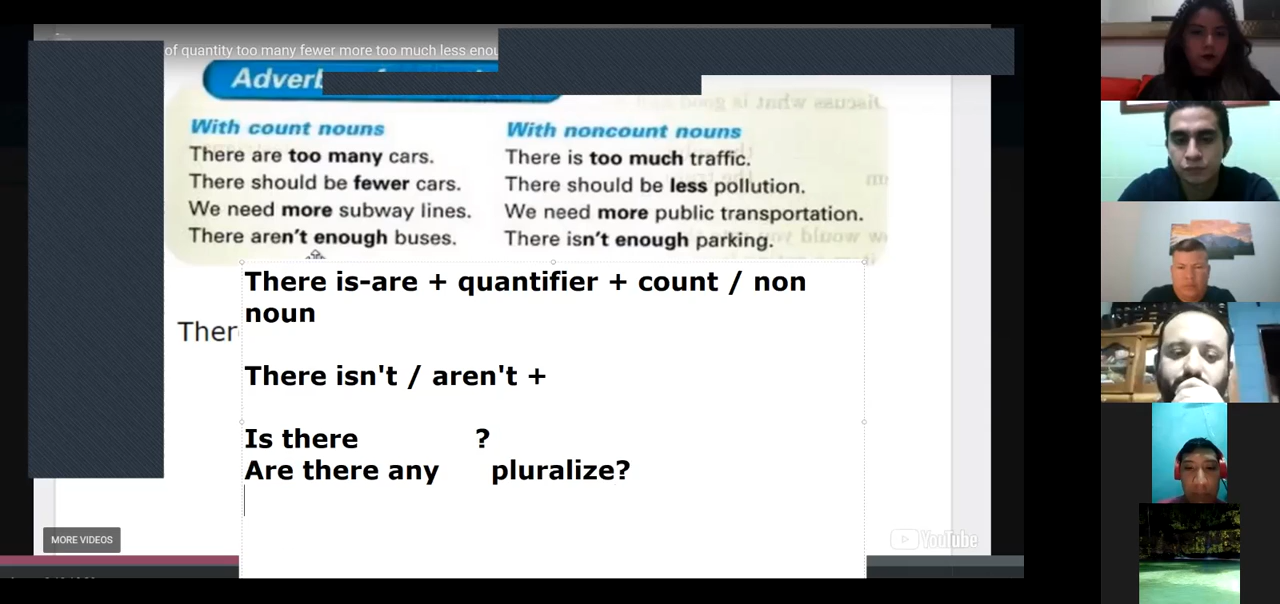 of quantity too many fewer more too much less enou
Adverb
With count nouns
There are too many cars.
There should be fewer cars.
We need more subway lines.
There aren't enough buses.
With noncount nouns
There is too much traffic.
There should be less pollution.
We need more public transportation.
There isn't enough parking.
There is-are + quantifier + count / non
noun
Ther
There isn't / aren't +
Is there ?
Are there any pluralize?
MORE VIDEOS
YouTube